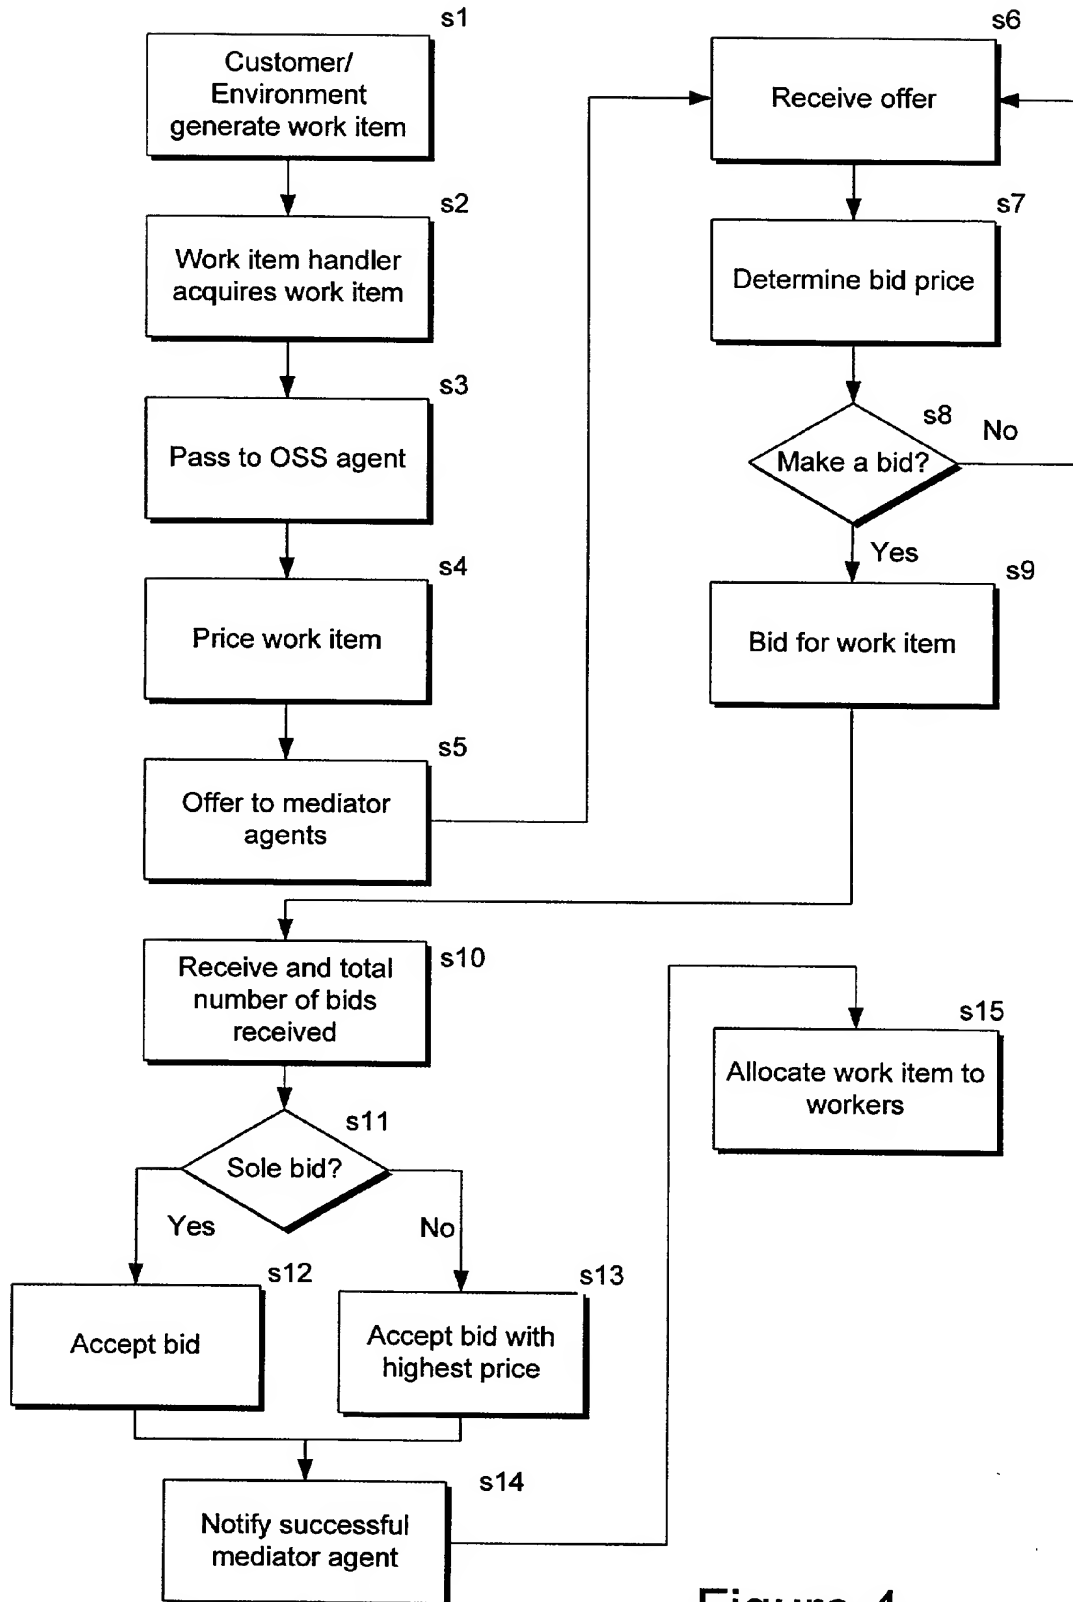 s1
Customer/
Environment
generate work item
s2
Work item handler
acquires work item
s3
Pass to OSS agent
s4
Price work item
s5
Offer to mediator
agents
s6
Receive offer
s7
Determine bid price
s8
Make a bid?
No
Yes
s9
Bid for work item
s10
Receive and total
number of bids
received
s11
Sole bid?
Yes
No
s12
Accept bid
s13
Accept bid with
highest price
s14
Notify successful
mediator agent
s15
Allocate work item to
workers
Figure 4